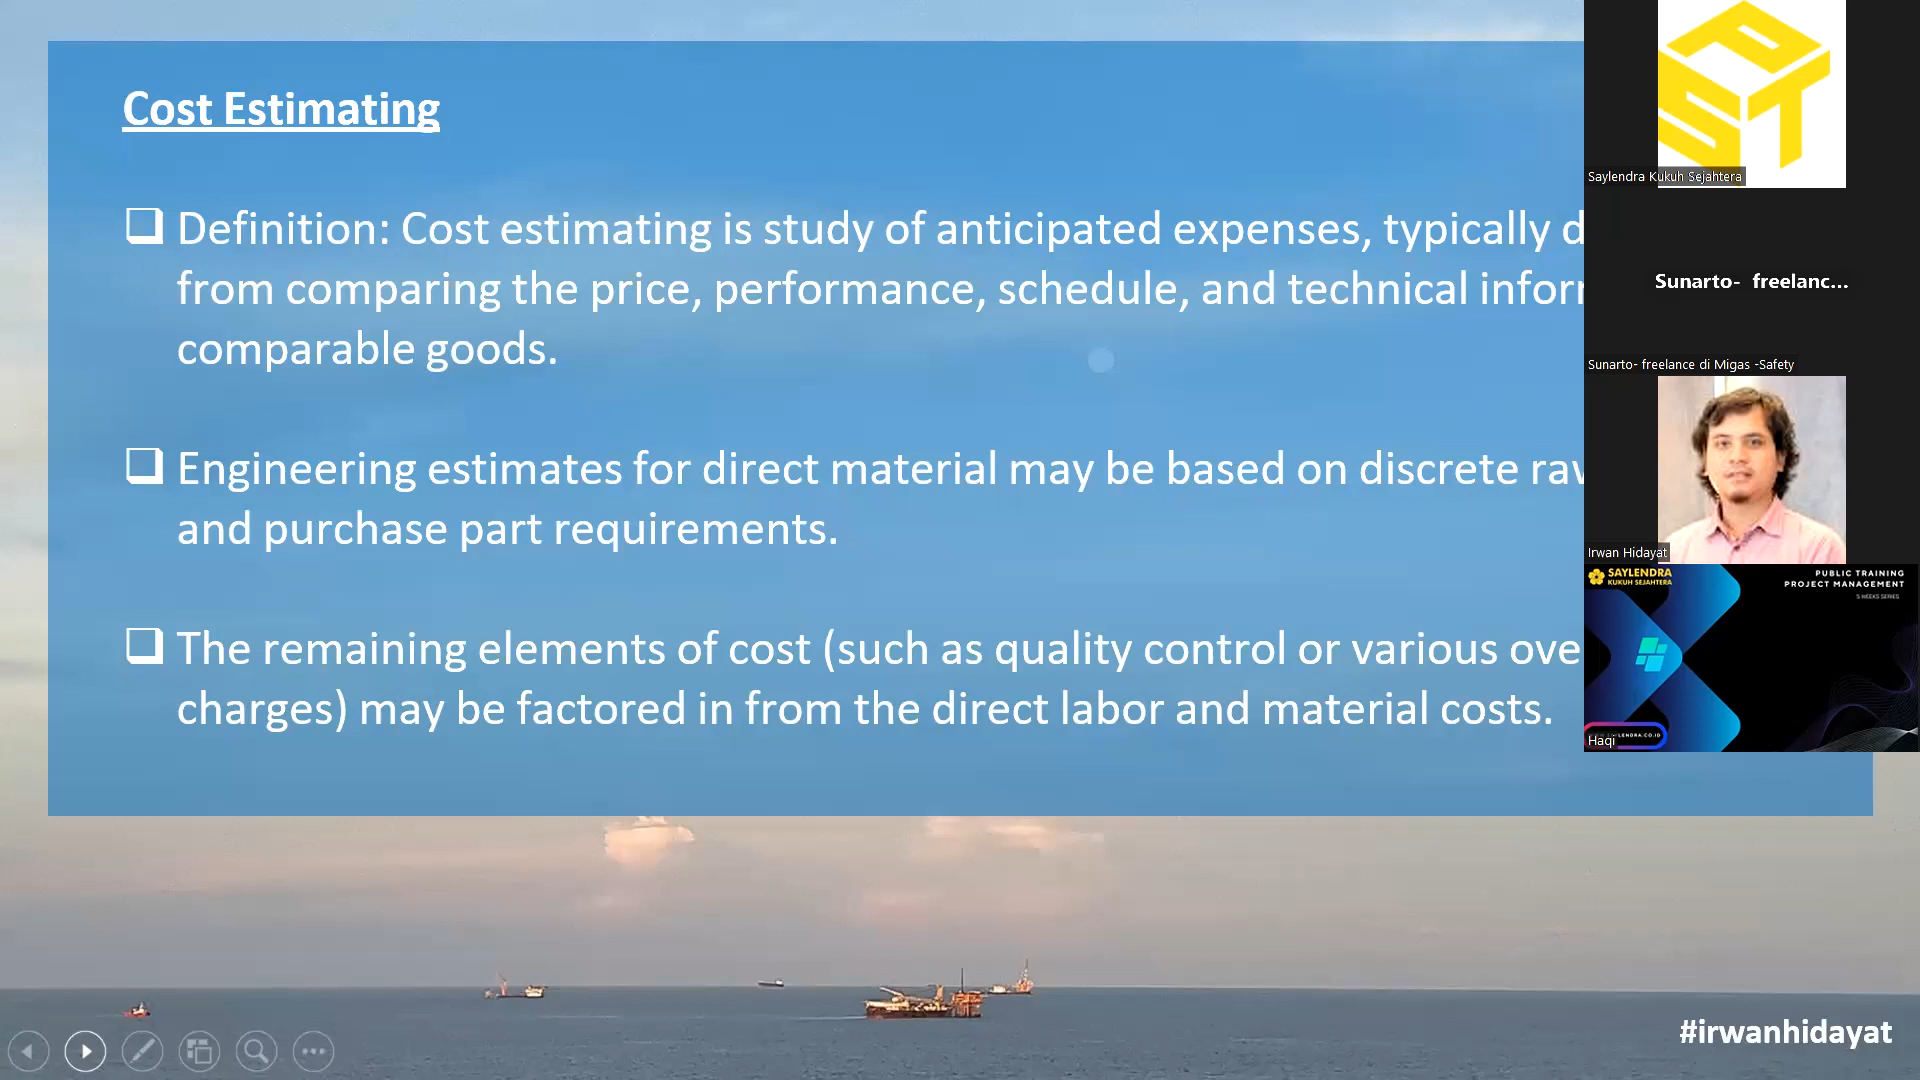 Cost Estimating
Definition: Cost estimating is study of anticipated expenses, typically
from comparing the price, performance, schedule, and technical
comparable goods.
Engineering estimates for direct material may be based on discrete
and purchase part requirements.
The remaining elements of cost (such as quality control or various
charges) may be factored in from the direct labor and material costs.
#irwanhidayat
PST
Saylendra Kukuh Sejahtera
Sunarto- freelanc...
Sunarto- freelance di Migas -Safety
Irwan Hidayat
SAYLENDRA
KUKUH SEJAHTERA
PUBLIC TRAINING
PROJECT MANAGEMENT
5 WEEKS SERIES
Haqi